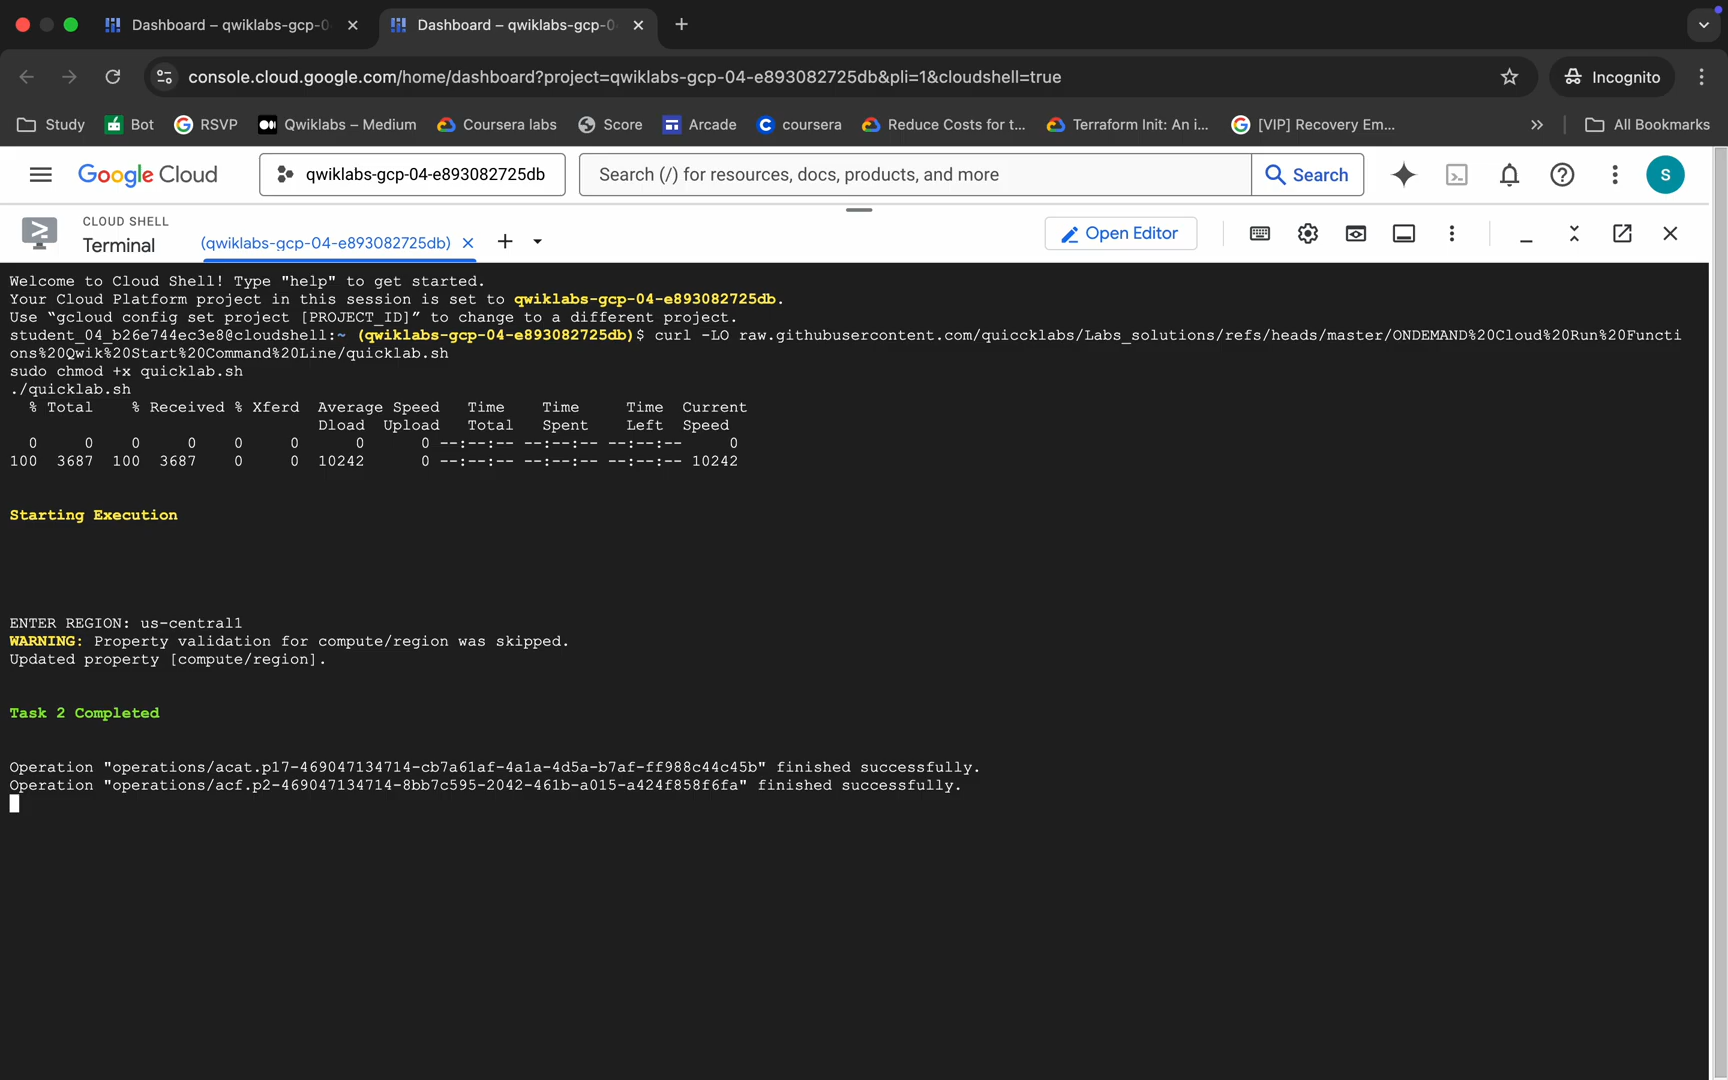 Dashboard – qwiklabs-gcp-0
Dashboard – qwiklabs-gcp-0
console.cloud.google.com/home/dashboard?project=qwiklabs-gcp-04-e893082725db&pli=1&cloudshell=true
Incognito
Study
Bot
RSVP
Qwiklabs – Medium
Coursera labs
Score
Arcade
coursera
Reduce Costs for t...
Terraform Init: An i...
[VIP] Recovery Em...
All Bookmarks
Google Cloud
qwiklabs-gcp-04-e893082725db
Search (/) for resources, docs, products, and more
Search
S
CLOUD SHELL
Terminal
(qwiklabs-gcp-04-e893082725db)
Open Editor
Welcome to Cloud Shell! Type "help" to get started.
Your Cloud Platform project in this session is set to qwiklabs-gcp-04-e893082725db.
Use “gcloud config set project [PROJECT_ID]” to change to a different project.
student_04_b26e744ec3e8@cloudshell:~ (qwiklabs-gcp-04-e893082725db)$ curl -LO raw.githubusercontent.com/quiccklabs/Labs_solutions/refs/heads/master/ONDEMAND%20Cloud%20Run%20Functi
ons%20Qwik%20Start%20Command%20Line/quicklab.sh
sudo chmod +x quicklab.sh
./quicklab.sh
% Total % Received % Xferd Average Speed Time Time Time Current
Dload Upload Total Spent Left Speed
0 0 0 0 0 0 0 0 --:--:-- --:--:-- --:--:-- 0
100 3687 100 3687 0 0 10242 0 --:--:-- --:--:-- --:--:-- 10242
Starting Execution
ENTER REGION: us-central1
WARNING: Property validation for compute/region was skipped.
Updated property [compute/region].
Task 2 Completed
Operation "operations/acat.p17-469047134714-cb7a61af-4a1a-4d5a-b7af-ff988c44c45b" finished successfully.
Operation "operations/acf.p2-469047134714-8bb7c595-2042-461b-a015-a424f858f6fa" finished successfully.